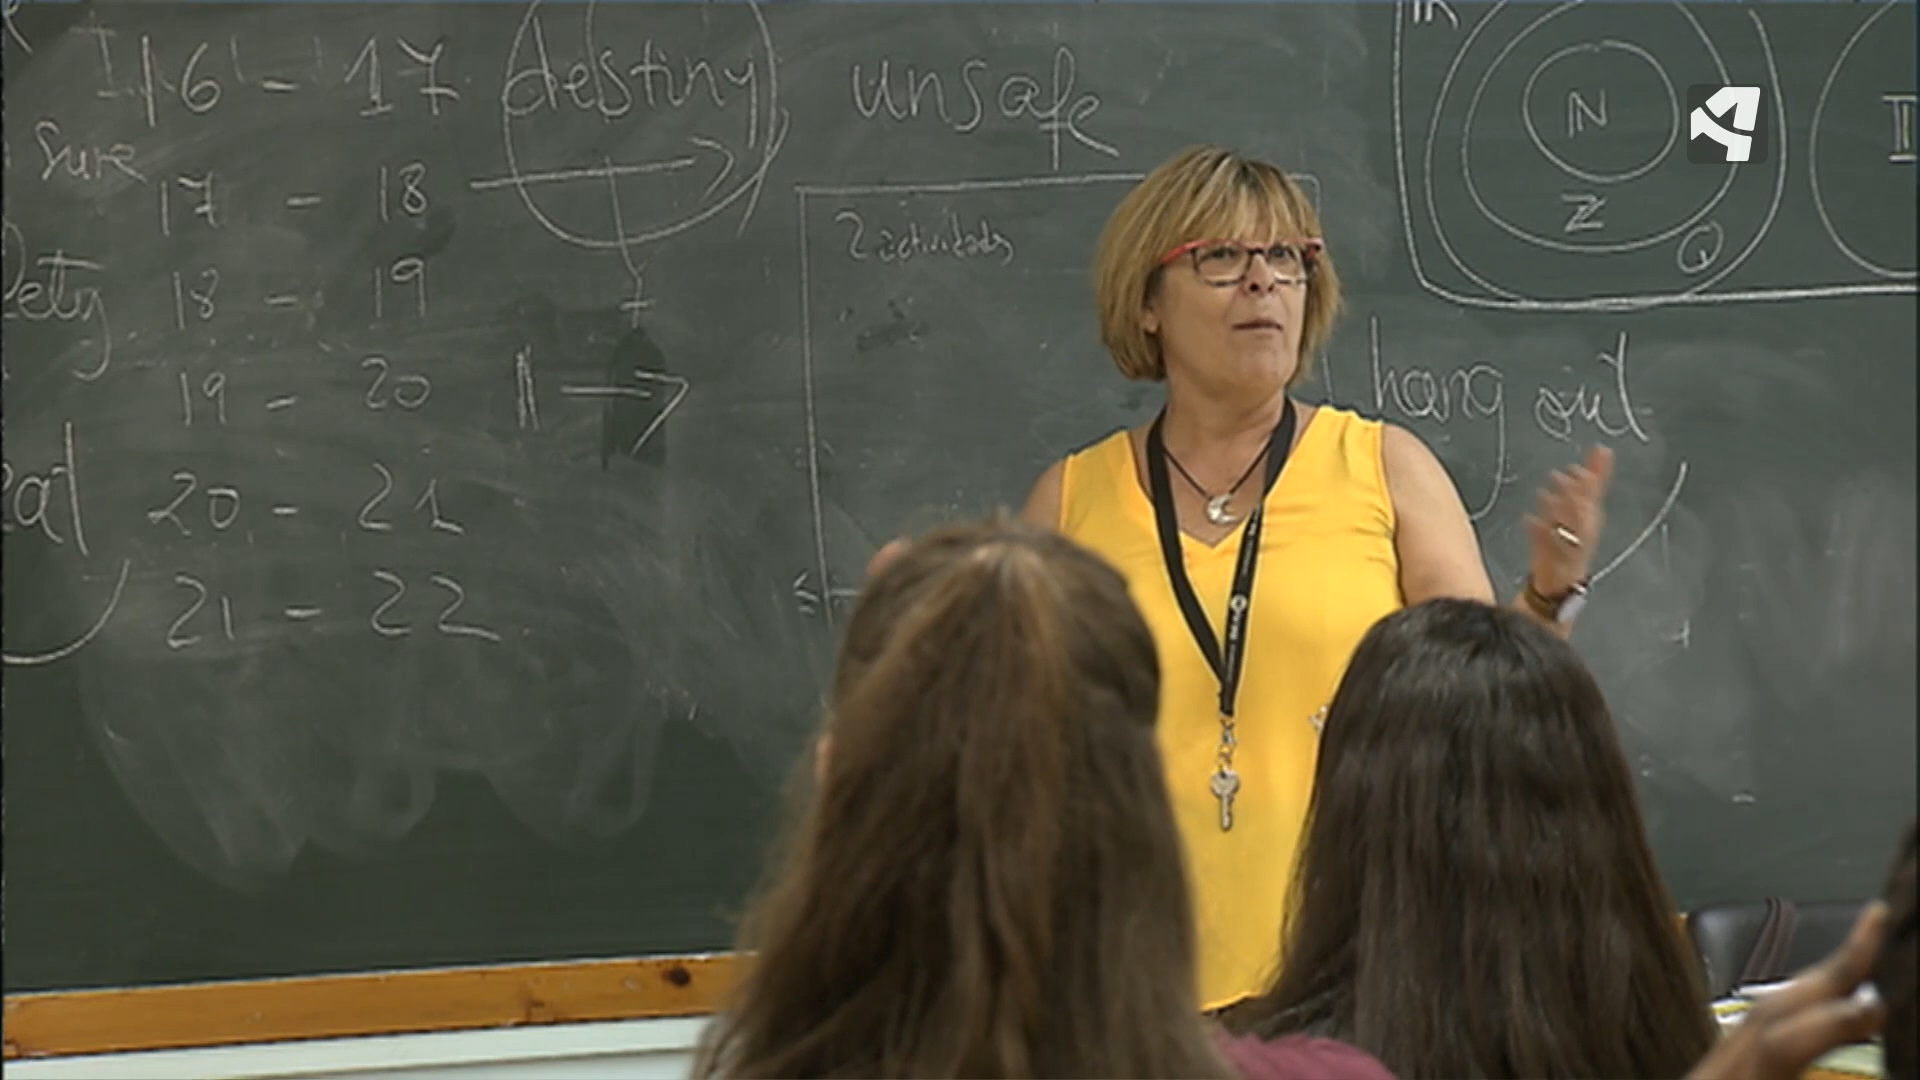 16 - 17
destiny
unsafe
sure
17 - 18
18 - 19
19 - 20
20 - 21
21 - 22
2 actividades
hang out
N
Z
Q
I